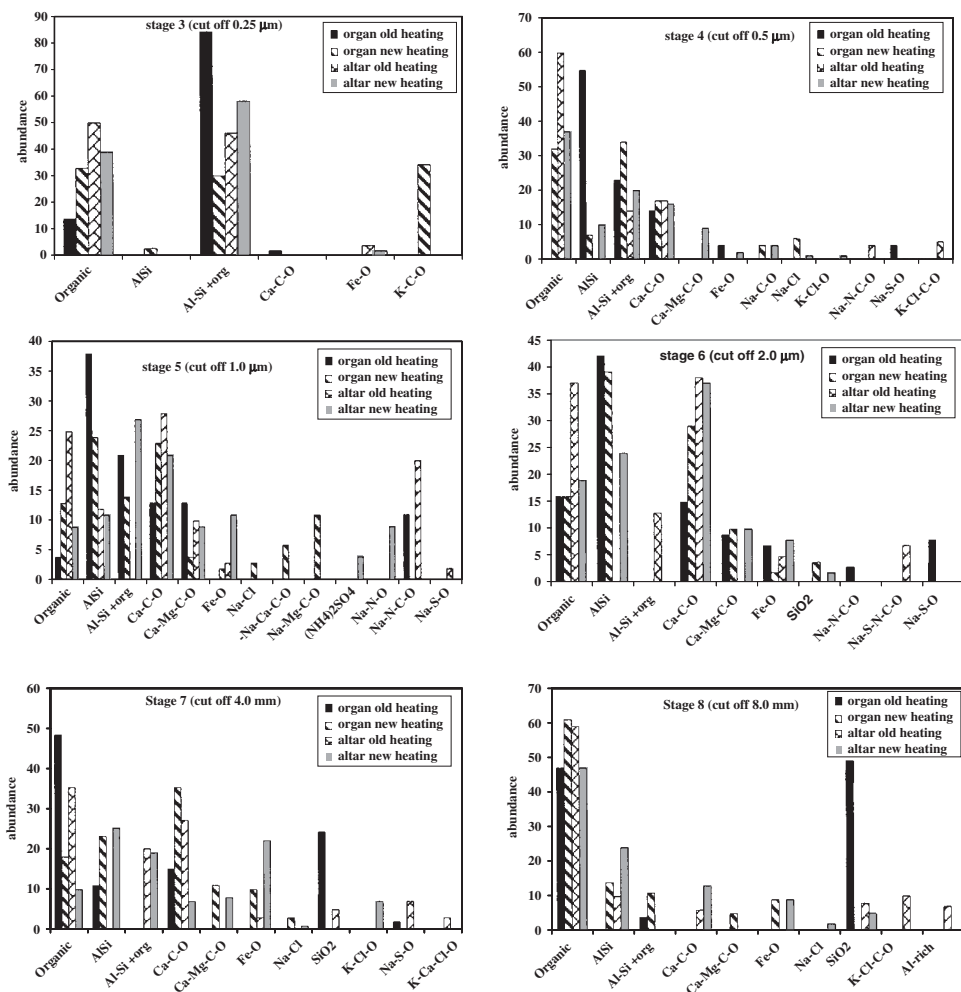 stage 3 (cut off 0.25 µm)
organ old heating
organ new heating
altar old heating
altar new heating
abundance
90
80
70
60
50
40
30
20
10
0
Organic
AlSi
Al-Si +org
Ca-C-O
Fe-O
K-C-O
stage 4 (cut off 0.5 µm)
organ old heating
organ new heating
altar old heating
altar new heating
abundance
70
60
50
40
30
20
10
0
Organic
AlSi
Al-Si +org
Ca-C-O
Ca-Mg-C-O
Fe-O
Na-C-O
Na-Cl
K-Cl-O
Na-N-C-O
Na-S-O
K-Cl-C-O
stage 5 (cut off 1.0 µm)
organ old heating
organ new heating
altar old heating
altar new heating
abundance
40
35
30
25
20
15
10
5
0
Organic
AlSi
Al-Si +org
Ca-C-O
Ca-Mg-C-O
Fe-O
Na-Cl
-Na-Ca-C-O
Na-Mg-C-O
(NH4)2SO4
Na-N-O
Na-N-C-O
Na-S-O
stage 6 (cut off 2.0 µm)
organ old heating
organ new heating
altar old heating
altar new heating
abundance
45
40
35
30
25
20
15
10
5
0
Organic
AlSi
Al-Si +org
Ca-C-O
Ca-Mg-C-O
Fe-O
SiO2
Na-N-C-O
Na-S-N-C-O
Na-S-O
Stage 7 (cut off 4.0 mm)
organ old heating
organ new heating
altar old heating
altar new heating
abundance
60
50
40
30
20
10
0
Organic
AlSi
Al-Si +org
Ca-C-O
Ca-Mg-C-O
Fe-O
Na-Cl
SiO2
K-Cl-O
Na-S-O
K-Ca-Cl-O
Stage 8 (cut off 8.0 mm)
organ old heating
organ new heating
altar old heating
altar new heating
abundance
70
60
50
40
30
20
10
0
Organic
AlSi
Al-Si +org
Ca-C-O
Ca-Mg-C-O
Fe-O
Na-Cl
SiO2
K-Cl-C-O
Al-rich